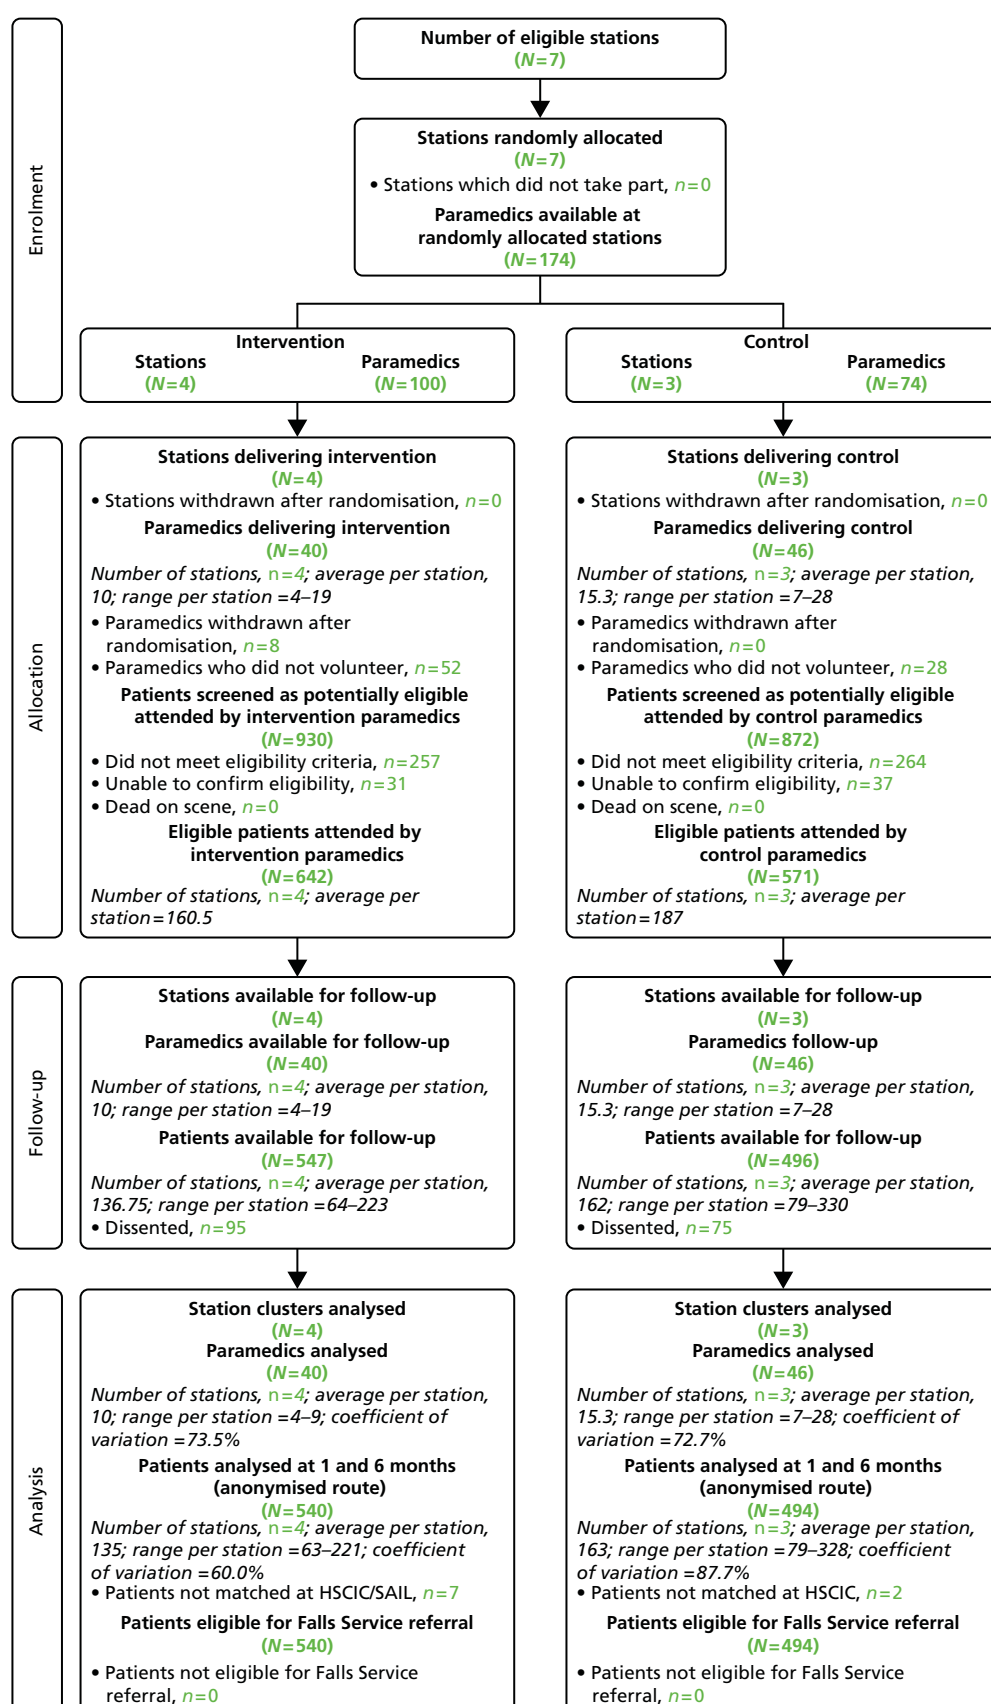 Enrolment
Number of eligible stations
(N=7)
Stations randomly allocated
(N=7)
• Stations which did not take part, n=0
Paramedics available at
randomly allocated stations
(N=174)
Intervention
Stations Paramedics
(N=4) (N=100)
Control
Stations Paramedics
(N=3) (N=74)
Allocation
Stations delivering intervention
(N=4)
• Stations withdrawn after randomisation, n=0
Paramedics delivering intervention
(N=40)
Number of stations, n=4; average per station,
10; range per station =4–19
• Paramedics withdrawn after
randomisation, n=8
• Paramedics who did not volunteer, n=52
Patients screened as potentially eligible
attended by intervention paramedics
(N=930)
• Did not meet eligibility criteria, n=257
• Unable to confirm eligibility, n=31
• Dead on scene, n=0
Eligible patients attended by
intervention paramedics
(N=642)
Number of stations, n=4; average per
station=160.5
Stations delivering control
(N=3)
• Stations withdrawn after randomisation, n=0
Paramedics delivering control
(N=46)
Number of stations, n=3; average per station,
15.3; range per station =7–28
• Paramedics withdrawn after
randomisation, n=0
• Paramedics who did not volunteer, n=28
Patients screened as potentially eligible
attended by control paramedics
(N=872)
• Did not meet eligibility criteria, n=264
• Unable to confirm eligibility, n=37
• Dead on scene, n=0
Eligible patients attended by
control paramedics
(N=571)
Number of stations, n=3; average per
station=187
Follow-up
Stations available for follow-up
(N=4)
Paramedics available for follow-up
(N=40)
Number of stations, n=4; average per station,
10; range per station =4–19
Patients available for follow-up
(N=547)
Number of stations, n=4; average per station,
136.75; range per station =64–223
• Dissented, n=95
Stations available for follow-up
(N=3)
Paramedics follow-up
(N=46)
Number of stations, n=3; average per station,
15.3; range per station =7–28
Patients available for follow-up
(N=496)
Number of stations, n=3; average per station,
162; range per station =79–330
• Dissented, n=75
Analysis
Station clusters analysed
(N=4)
Paramedics analysed
(N=40)
Number of stations, n=4; average per station,
10; range per station =4–9; coefficient of
variation =73.5%
Patients analysed at 1 and 6 months
(anonymised route)
(N=540)
Number of stations, n=4; average per station,
135; range per station =63–221; coefficient
of variation =60.0%
• Patients not matched at HSCIC/SAIL, n=7
Patients eligible for Falls Service referral
(N=540)
• Patients not eligible for Falls Service
referral, n=0
Station clusters analysed
(N=3)
Paramedics analysed
(N=46)
Number of stations, n=3; average per station,
15.3; range per station =7–28; coefficient of
variation =72.7%
Patients analysed at 1 and 6 months
(anonymised route)
(N=494)
Number of stations, n=3; average per station,
163; range per station =79–328; coefficient
of variation =87.7%
• Patients not matched at HSCIC, n=2
Patients eligible for Falls Service referral
(N=494)
• Patients not eligible for Falls Service
referral, n=0